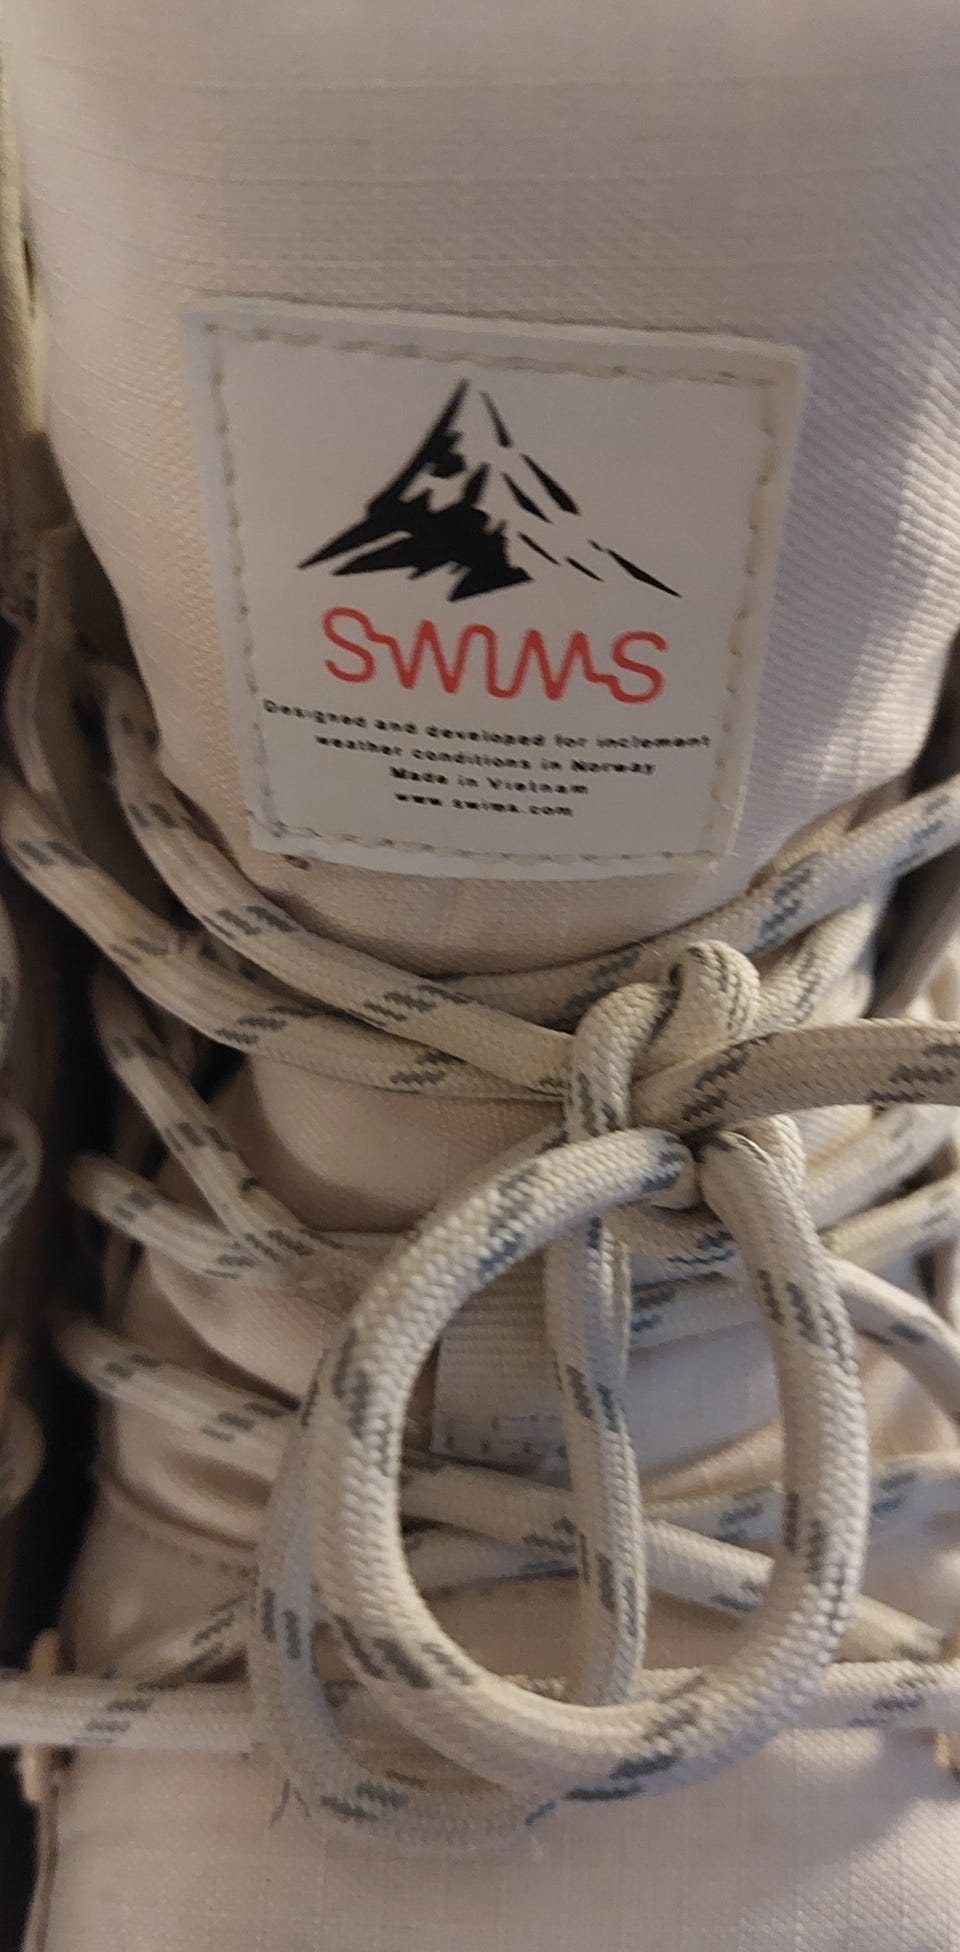 SWIMS
Designed and developed for inclement
weather conditions in Norway
Made in Vietnam
www.swims.com